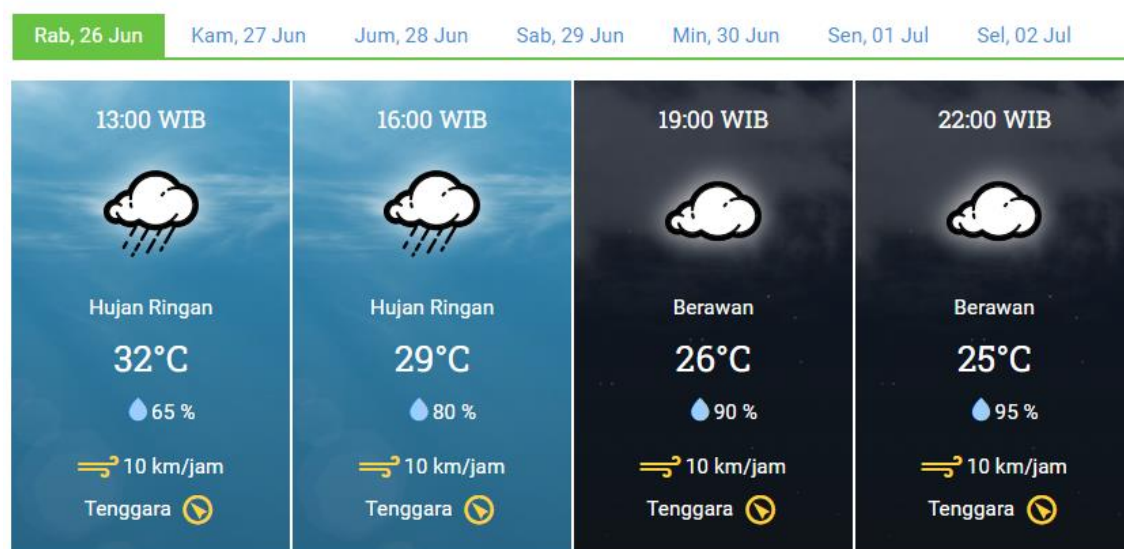 Rab, 26 Jun Kam, 27 Jun Jum, 28 Jun Sab, 29 Jun Min, 30 Jun Sen, 01 Jul Sel, 02 Jul
13:00 WIB
Hujan Ringan
32°C
65 %
10 km/jam
Tenggara
16:00 WIB
Hujan Ringan
29°C
80 %
10 km/jam
Tenggara
19:00 WIB
Berawan
26°C
90 %
10 km/jam
Tenggara
22:00 WIB
Berawan
25°C
95 %
10 km/jam
Tenggara